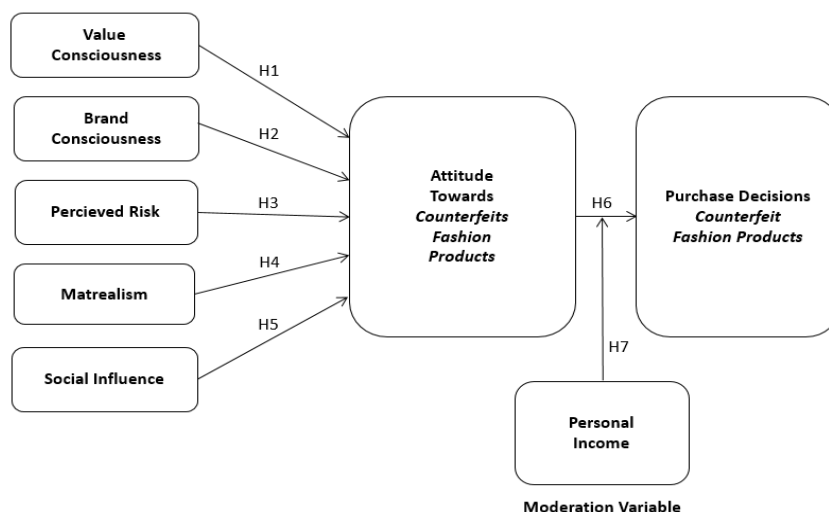 Value
Consciousness
H1
Brand
Consciousness
H2
Percieved Risk
H3
Matrealism
H4
Social Influence
H5
Attitude
Towards
Counterfeits
Fashion
Products
H6
Purchase Decisions
Counterfeit
Fashion Products
H7
Personal
Income
Moderation Variable